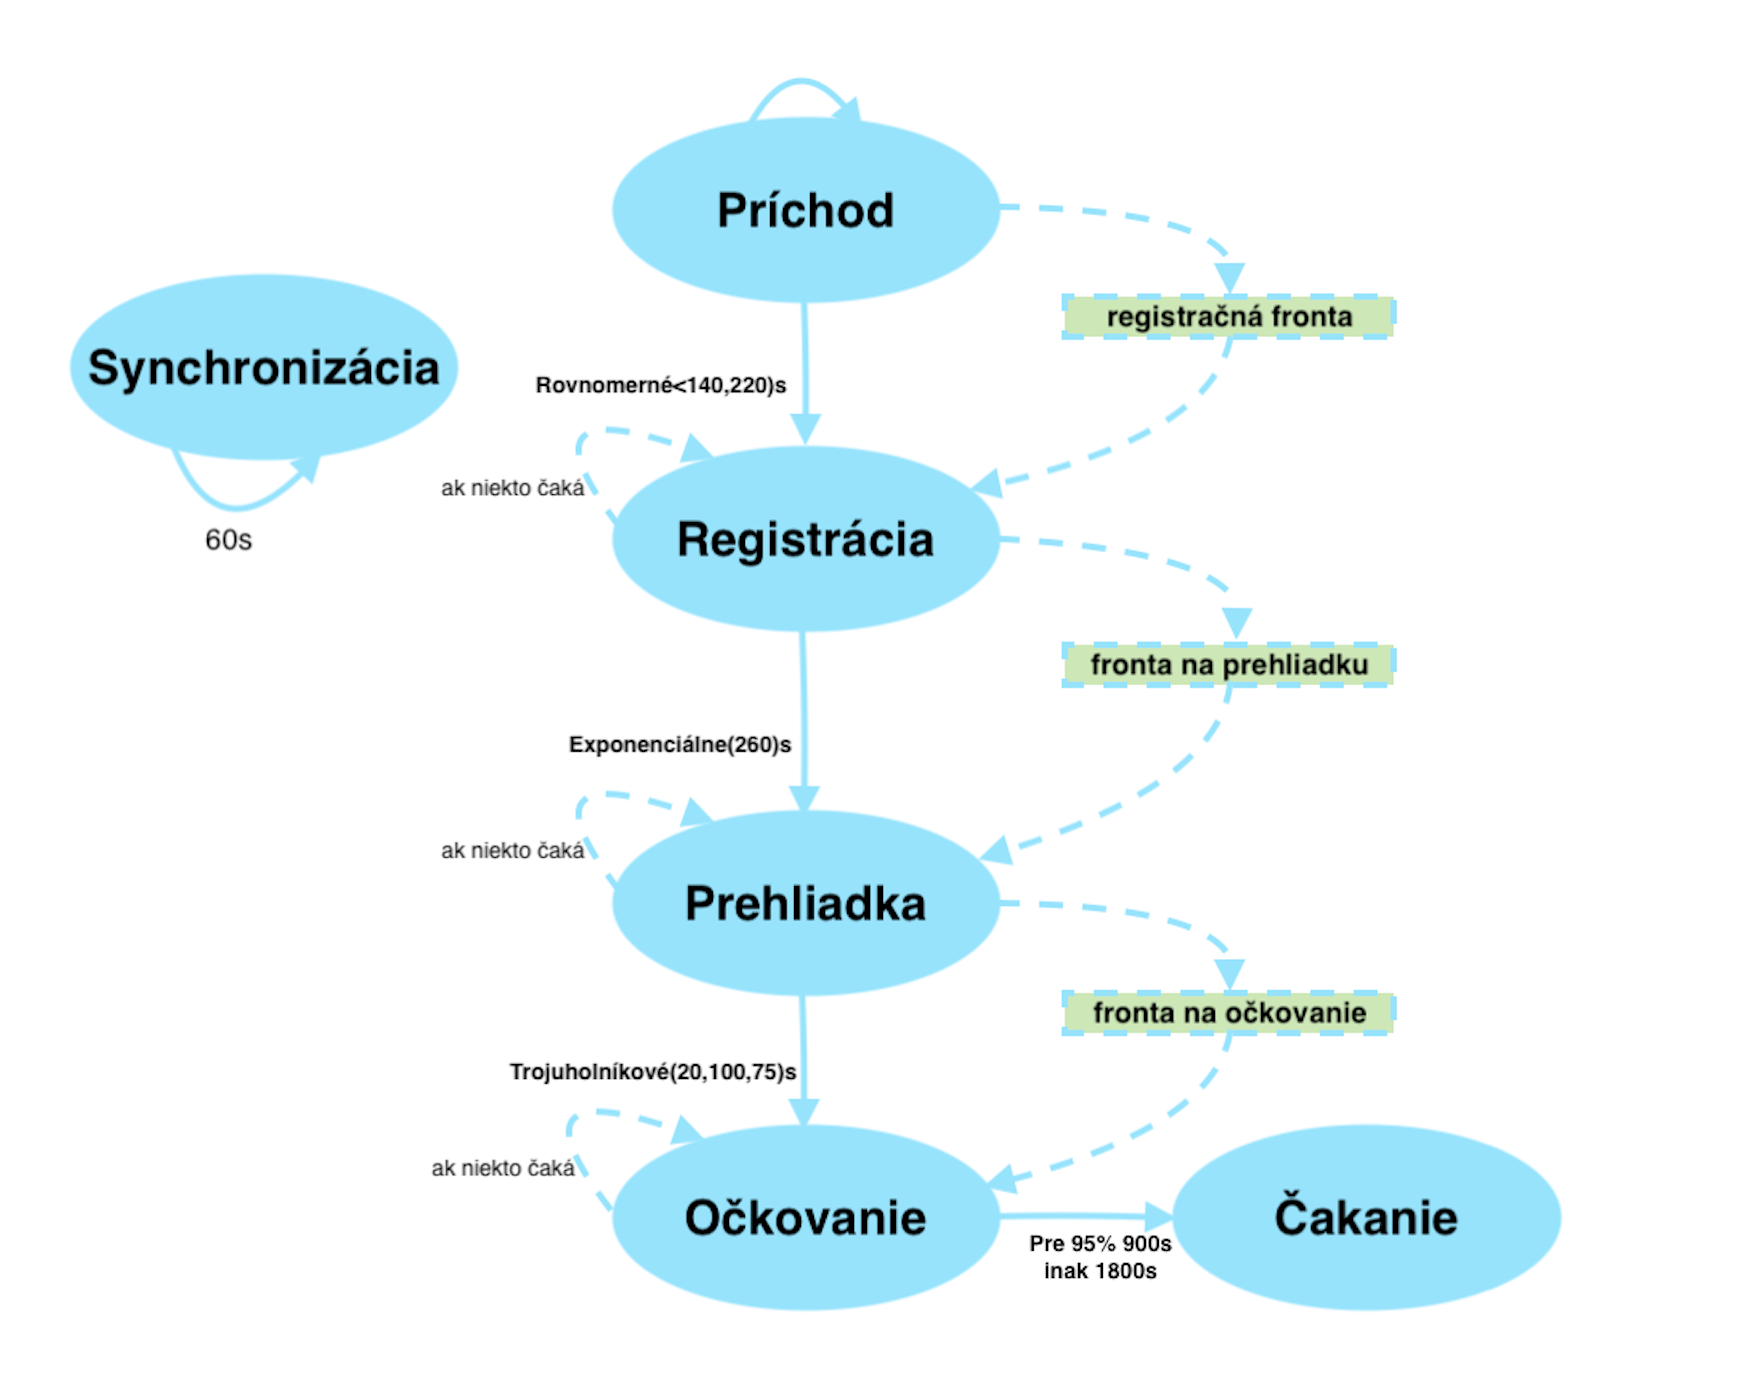 Príchod
registračná fronta
Synchronizácia
Rovnomerné<140,220)s
ak niekto čaká
60s
Registrácia
fronta na prehliadku
Exponenciálne(260)s
ak niekto čaká
Prehliadka
fronta na očkovanie
Trojuholníkové(20,100,75)s
ak niekto čaká
Očkovanie
Čakanie
Pre 95% 900s
inak 1800s